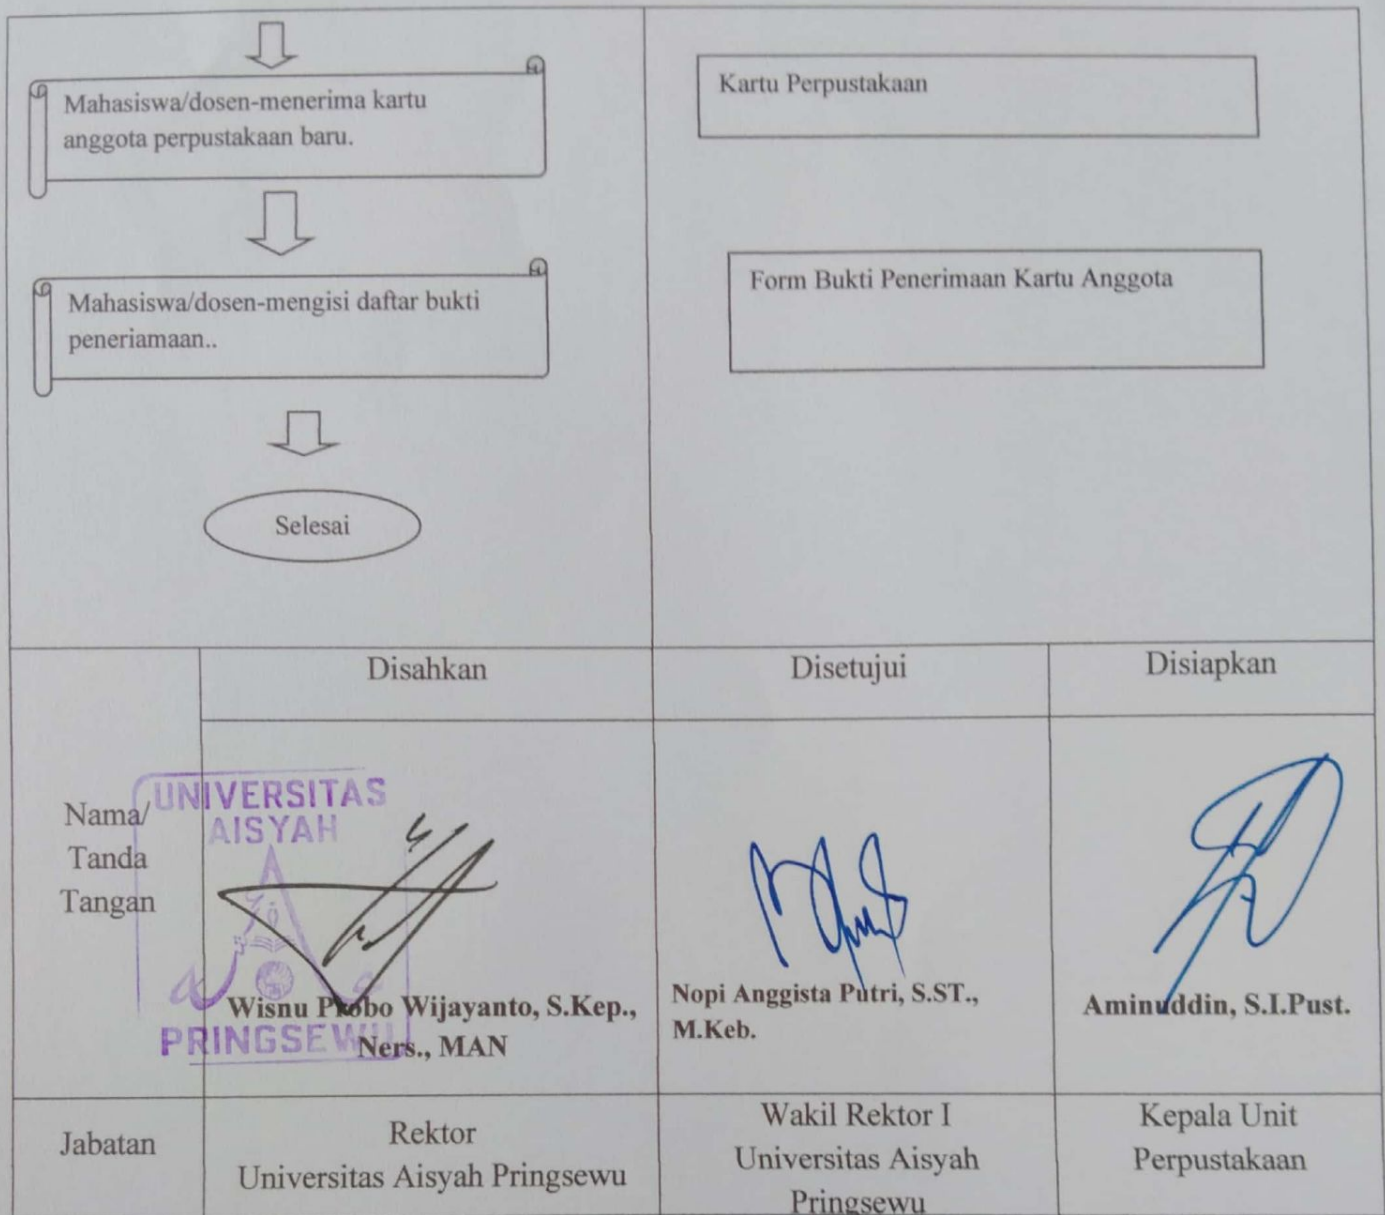 Mahasiswa/dosen-menerima kartu
anggota perpustakaan baru.
Kartu Perpustakaan
Mahasiswa/dosen-mengisi daftar bukti
peneriamaan..
Form Bukti Penerimaan Kartu Anggota
Selesai
Disahkan
Disetujui
Disiapkan
Nama/
Tanda
Tangan
UNIVERSITAS
AISYAH
PRINGSEWU
Wisnu Probo Wijayanto, S.Kep.,
Ners., MAN
Nopi Anggista Putri, S.ST.,
M.Keb.
Aminuddin, S.I.Pust.
Jabatan
Rektor
Universitas Aisyah Pringsewu
Wakil Rektor I
Universitas Aisyah
Pringsewu
Kepala Unit
Perpustakaan